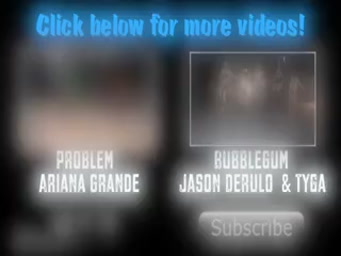 Click below for more videos!
PROBLEM
ARIANA GRANDE
BUBBLEGUM
JASON DERULO & TYGA
Subscribe